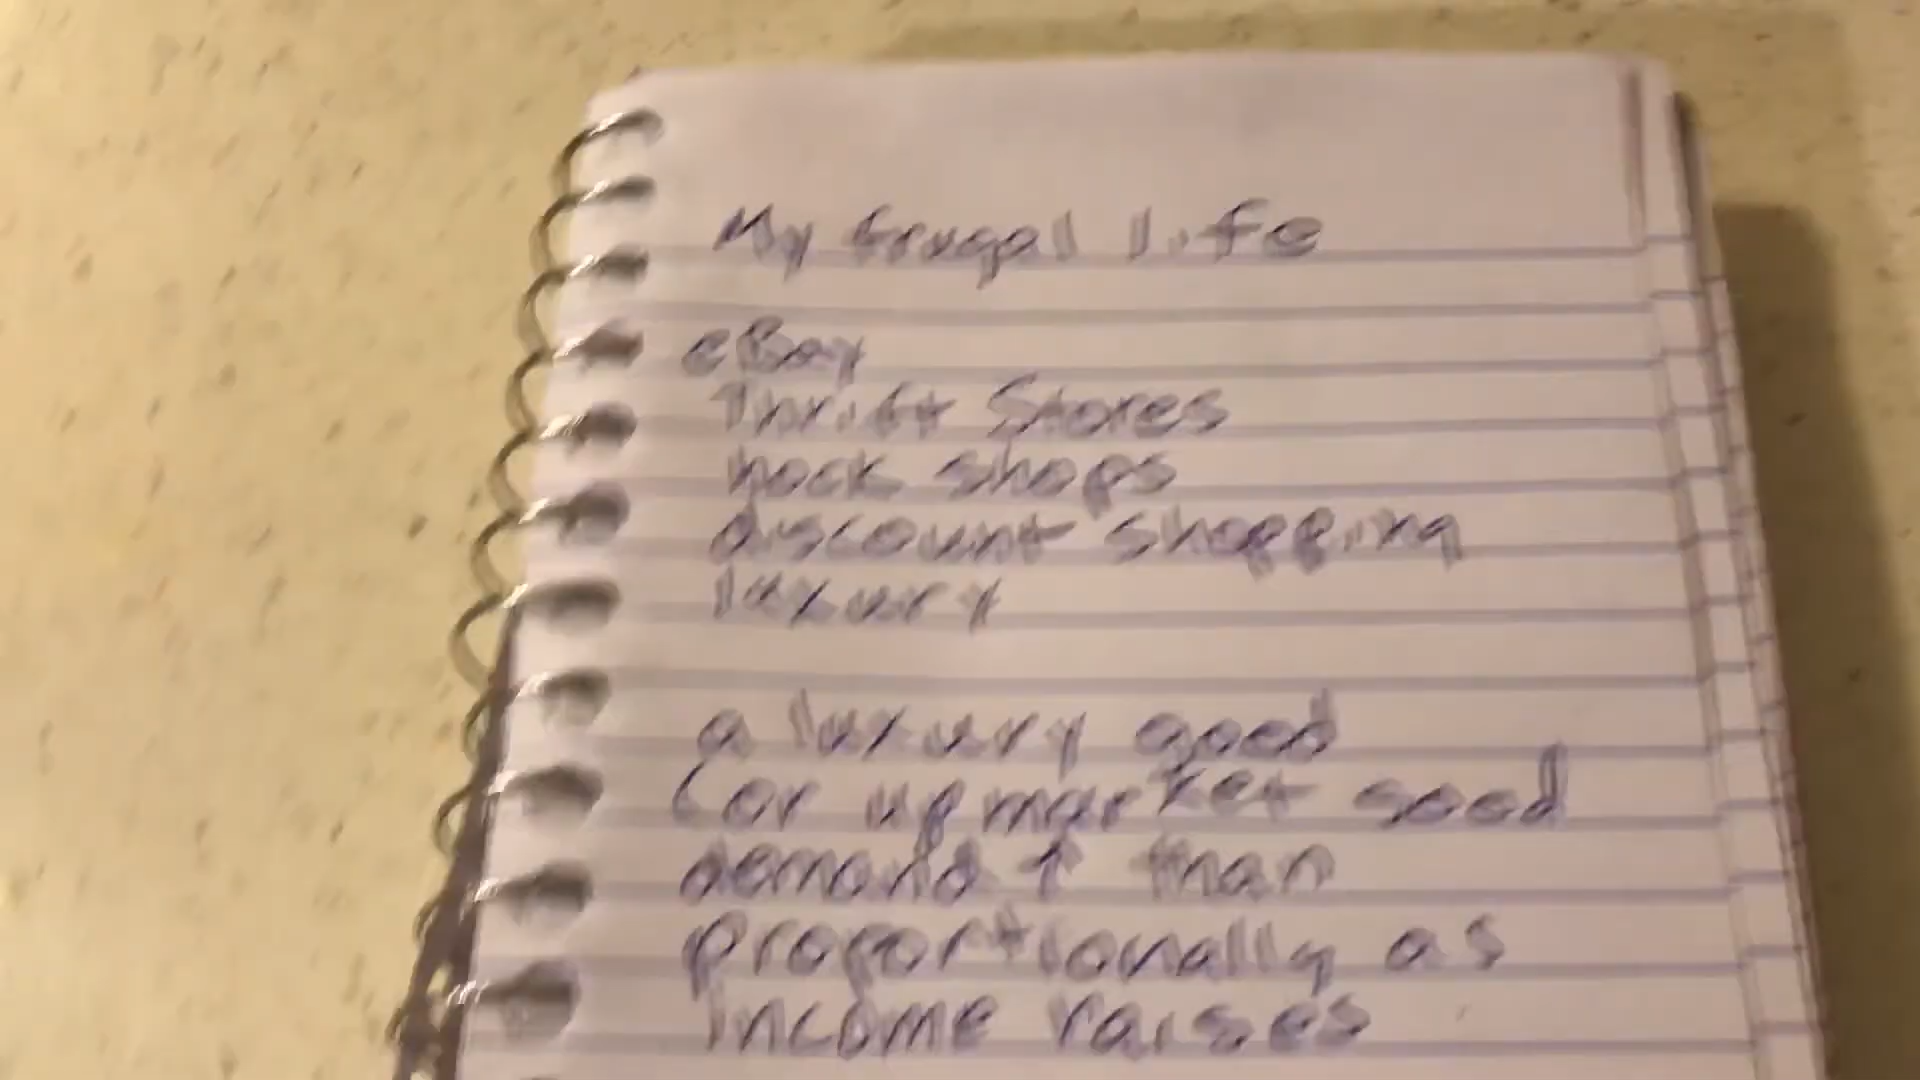 My frugal life
eBay
Thrift Stores
hock shops
discount shopping
luxury
a luxury good
(or upmarket good
demand ↑ than
proportionally as
income raises